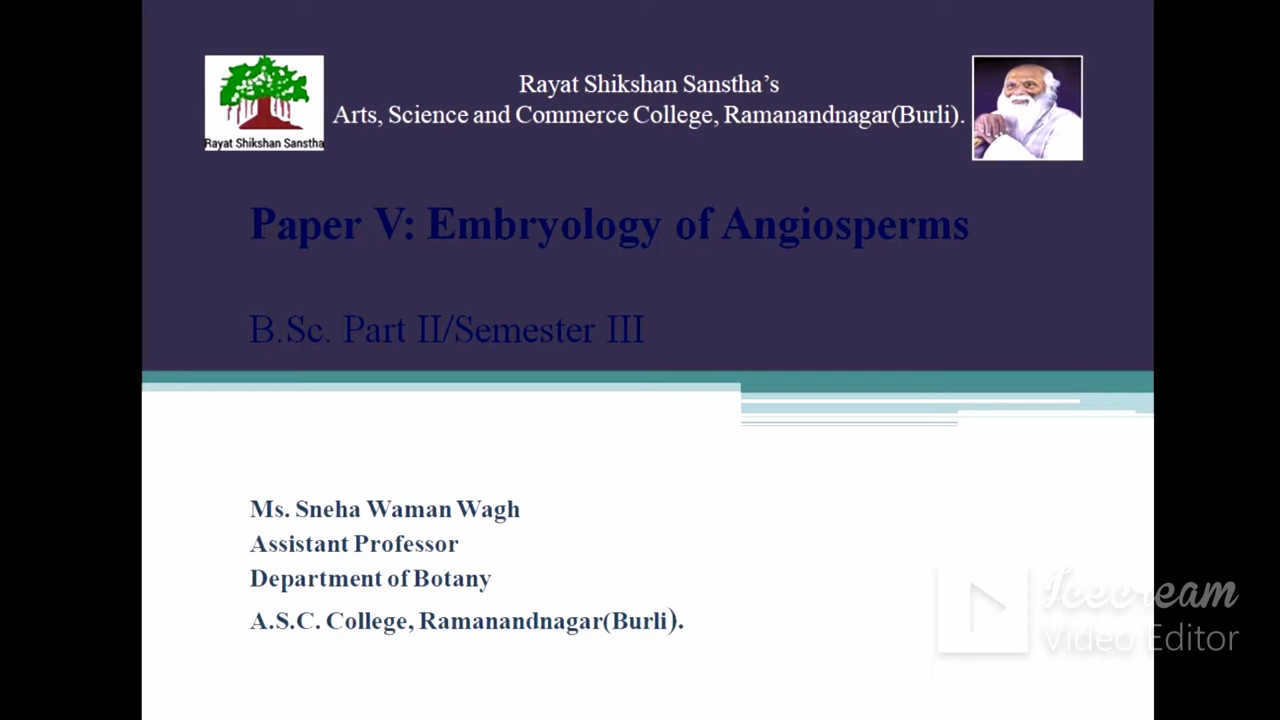 Rayat Shikshan Sanstha’s
Arts, Science and Commerce College, Ramanandnagar(Burli).
Rayat Shikshan Sanstha
Paper V: Embryology of Angiosperms
B.Sc. Part II/Semester III
Ms. Sneha Waman Wagh
Assistant Professor
Department of Botany
A.S.C. College, Ramanandnagar(Burli).
Icecream
Video Editor